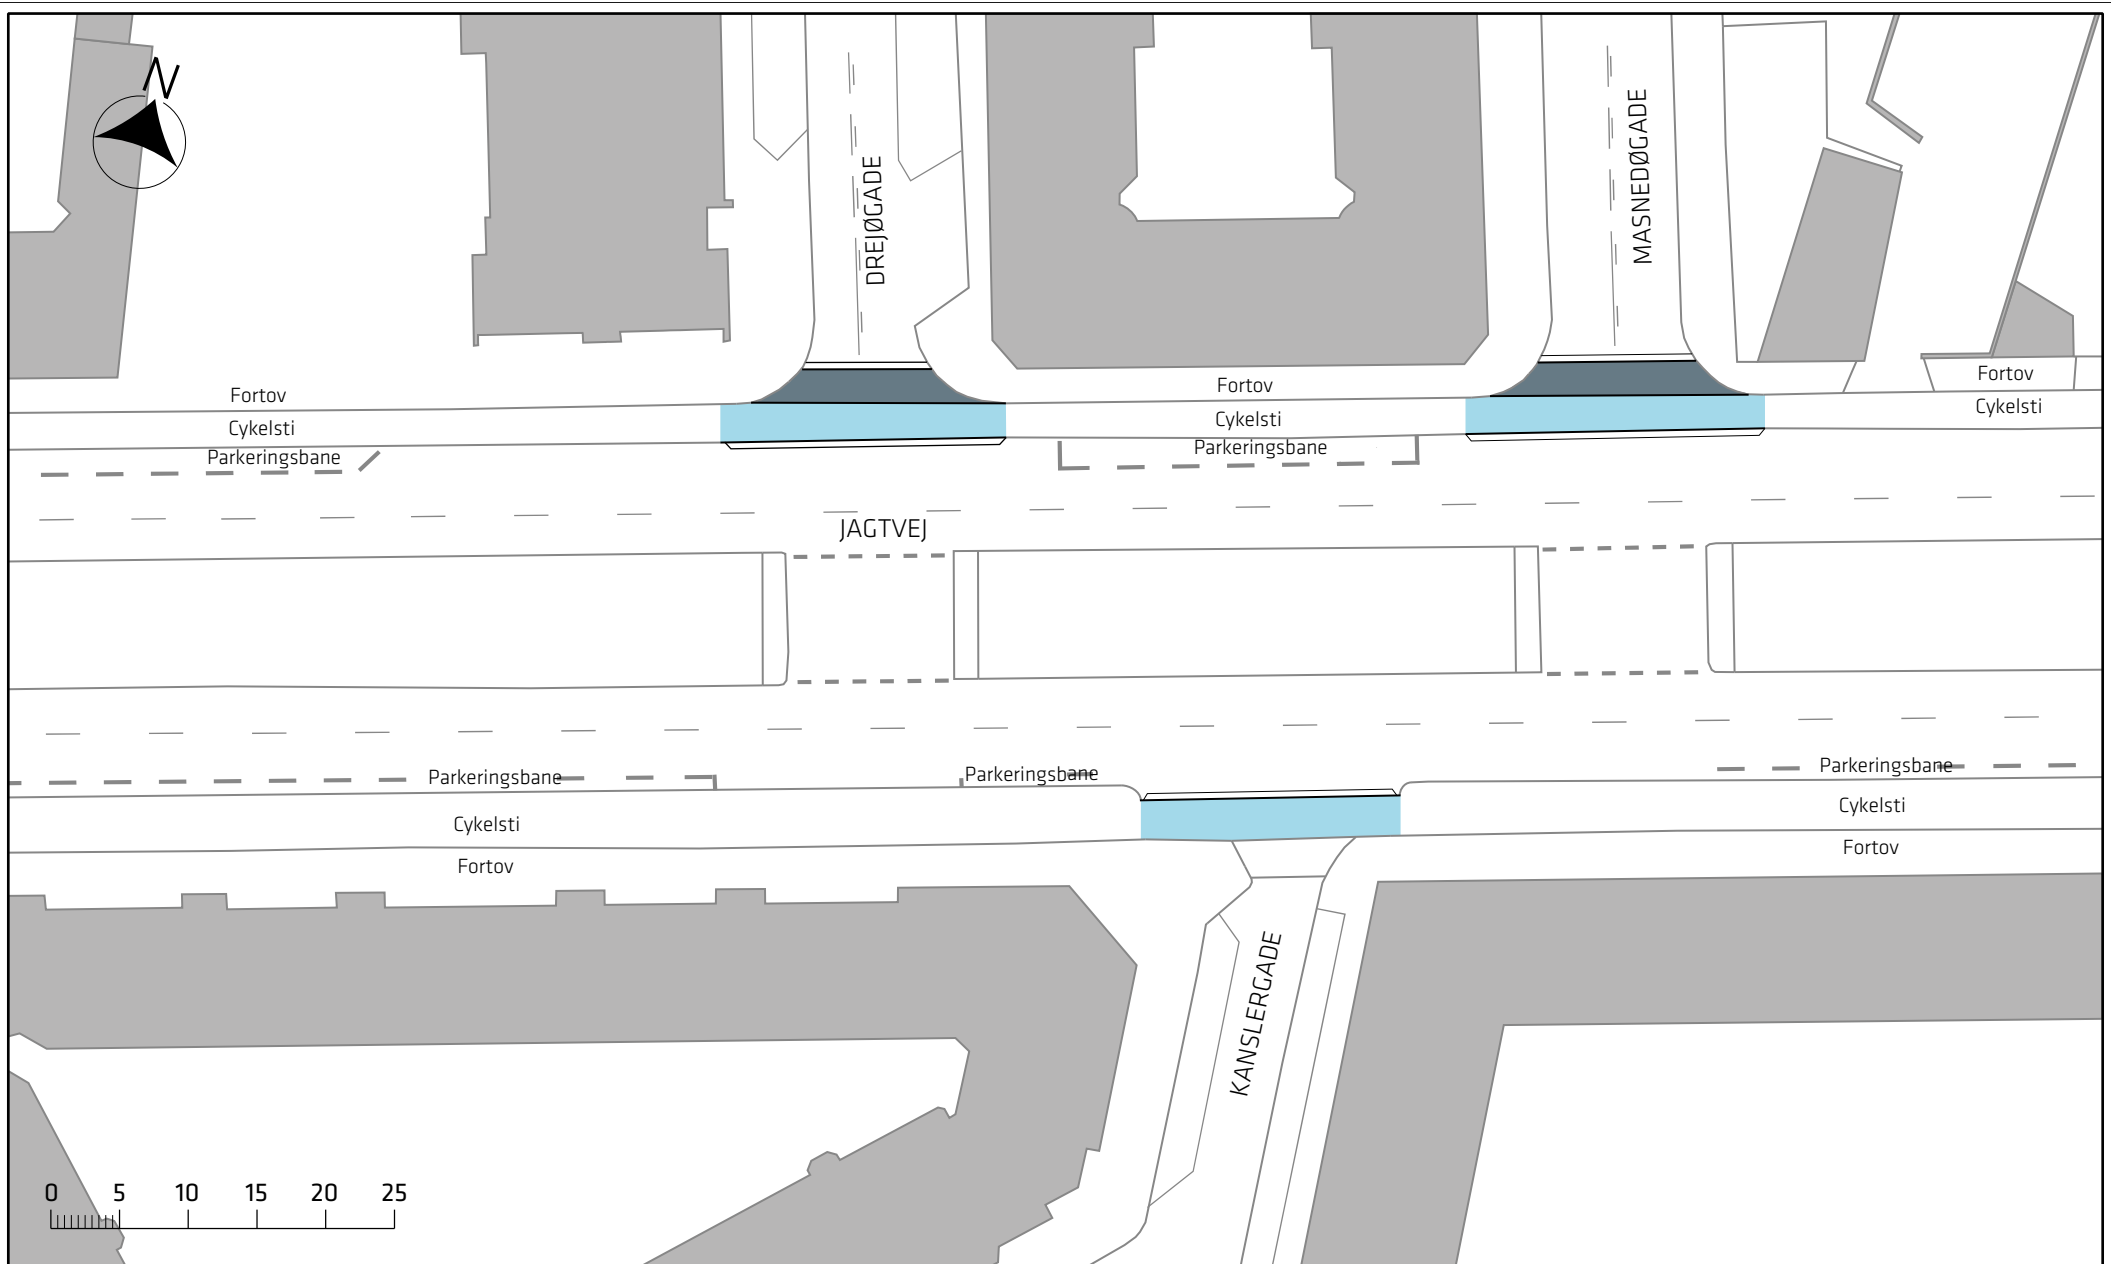 N
DREJØGADE
MASNEDØGADE
Fortov
Fortov
Fortov
Cykelsti
Cykelsti
Cykelsti
Parkeringsbane
Parkeringsbane
JAGTVEJ
Parkeringsbane
Parkeringsbane
Parkeringsbane
Cykelsti
Cykelsti
Fortov
Fortov
KANSLERGADE
0 5 10 15 20 25